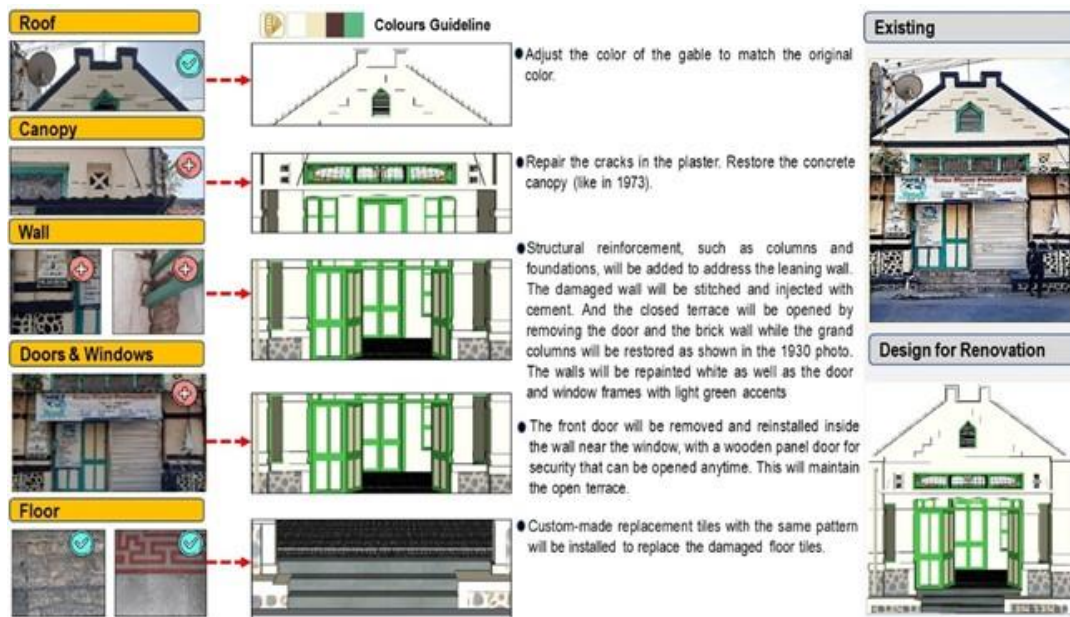 Roof
Colours Guideline
Adjust the color of the gable to match the original
color.
Existing
Canopy
Repair the cracks in the plaster. Restore the concrete
canopy (like in 1973).
Wall
Structural reinforcement, such as columns and
foundations, will be added to address the leaning wall.
The damaged wall will be stitched and injected with
cement. And the closed terrace will be opened by
removing the door and the brick wall while the grand
columns will be restored as shown in the 1930 photo.
The walls will be repainted white as well as the door
and window frames with light green accents
Design for Renovation
Doors & Windows
The front door will be removed and reinstalled inside
the wall near the window, with a wooden panel door for
security that can be opened anytime. This will maintain
the open terrace.
Floor
Custom-made replacement tiles with the same pattern
will be installed to replace the damaged floor tiles.